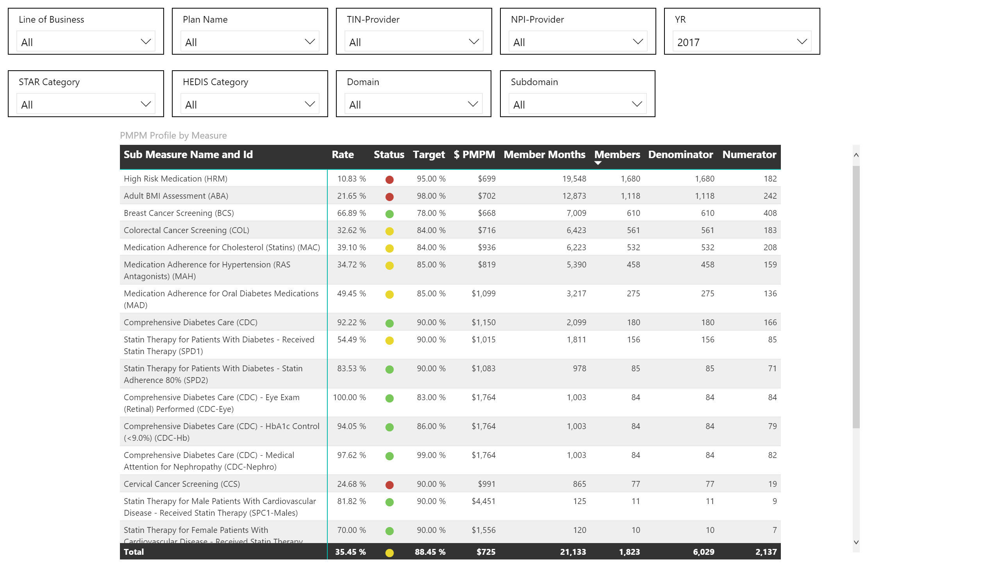 Line of Business
All
Plan Name
All
TIN-Provider
All
NPI-Provider
All
YR
2017
STAR Category
All
HEDIS Category
All
Domain
All
Subdomain
All
PMPM Profile by Measure
Sub Measure Name and Id Rate Status Target $ PMPM Member Months Members Denominator Numerator
High Risk Medication (HRM) 10.83 % 95.00 % $699 19,548 1,680 1,680 182
Adult BMI Assessment (ABA) 21.65 % 98.00 % $702 12,873 1,118 1,118 242
Breast Cancer Screening (BCS) 66.89 % 78.00 % $668 7,009 610 610 408
Colorectal Cancer Screening (COL) 32.62 % 84.00 % $716 6,423 561 561 183
Medication Adherence for Cholesterol (Statins) (MAC) 39.10 % 84.00 % $936 6,223 532 532 208
Medication Adherence for Hypertension (RAS 34.72 % 85.00 % $819 5,390 458 458 159
Antagonists) (MAH)
Medication Adherence for Oral Diabetes Medications 49.45 % 85.00 % $1,099 3,217 275 275 136
(MAD)
Comprehensive Diabetes Care (CDC) 92.22 % 90.00 % $1,150 2,099 180 180 166
Statin Therapy for Patients With Diabetes - Received 54.49 % 90.00 % $1,015 1,811 156 156 85
Statin Therapy (SPD1)
Statin Therapy for Patients With Diabetes - Statin 83.53 % 90.00 % $1,083 978 85 85 71
Adherence 80% (SPD2)
Comprehensive Diabetes Care (CDC) - Eye Exam 100.00 % 83.00 % $1,764 1,003 84 84 84
(Retinal) Performed (CDC-Eye)
Comprehensive Diabetes Care (CDC) - HbA1c Control 94.05 % 86.00 % $1,764 1,003 84 84 79
(<9.0%) (CDC-Hb)
Comprehensive Diabetes Care (CDC) - Medical 97.62 % 99.00 % $1,764 1,003 84 84 82
Attention for Nephropathy (CDC-Nephro)
Cervical Cancer Screening (CCS) 24.68 % 90.00 % $991 865 77 77 19
Statin Therapy for Male Patients With Cardiovascular 81.82 % 90.00 % $4,451 125 11 11 9
Disease - Received Statin Therapy (SPC1-Males)
Statin Therapy for Female Patients With 70.00 % 90.00 % $1,556 120 10 10 7
Cardiovascular Disease - Received Statin Therapy
Total 35.45 % 88.45 % $725 21,133 1,823 6,029 2,137